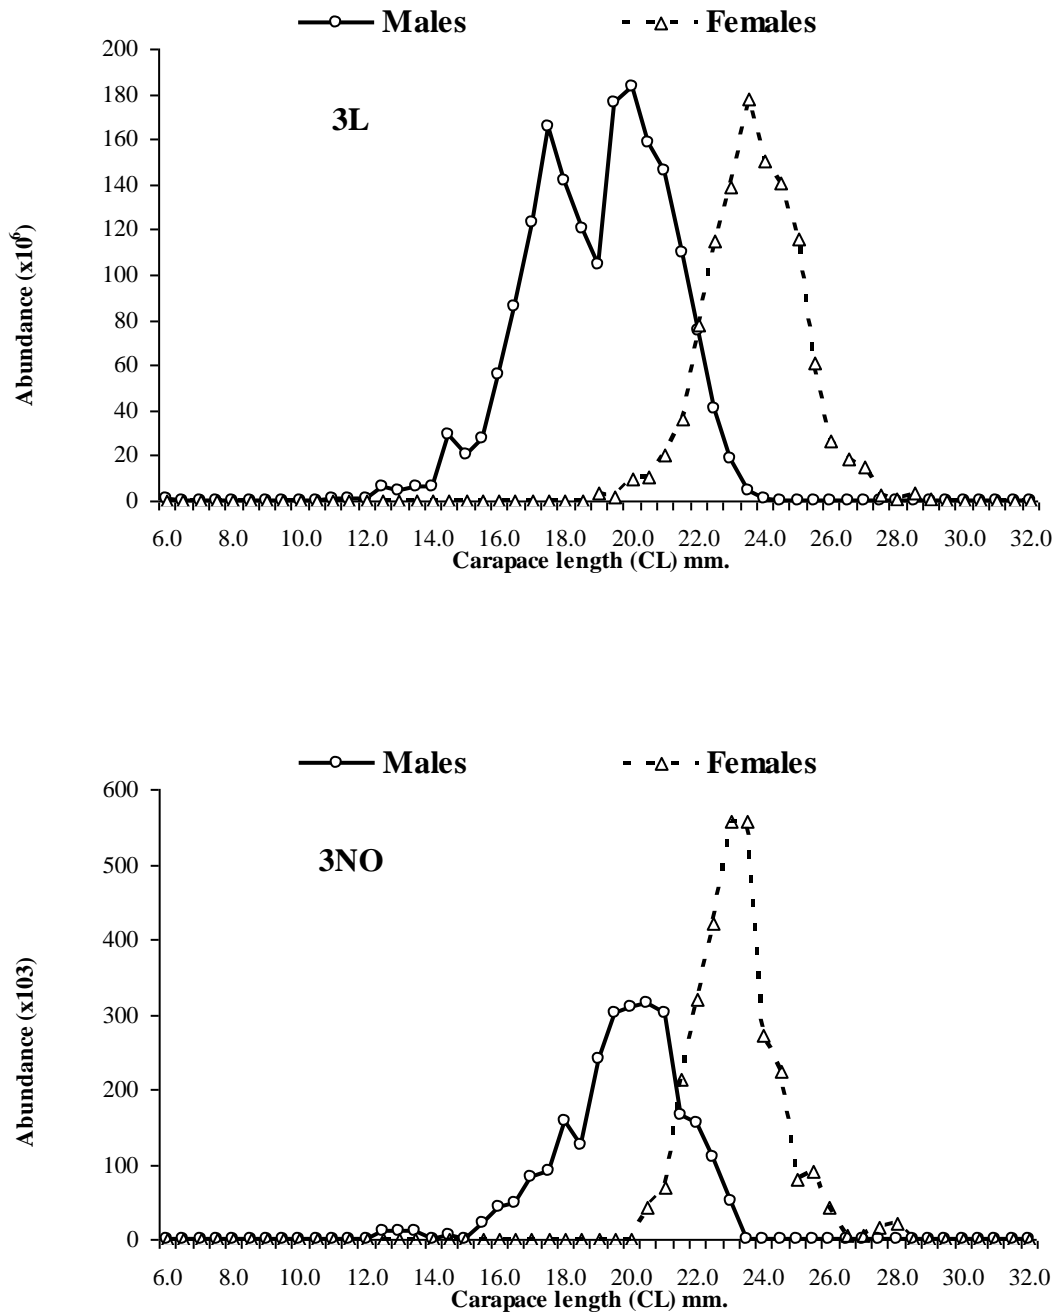 Males Females
200
180
160
140
120
100
80
60
40
20
0
Abundance (x10⁶)
3L
6.0 8.0 10.0 12.0 14.0 16.0 18.0 20.0 22.0 24.0 26.0 28.0 30.0 32.0
Carapace length (CL) mm.
Males Females
600
500
400
300
200
100
0
Abundance (x103)
3NO
6.0 8.0 10.0 12.0 14.0 16.0 18.0 20.0 22.0 24.0 26.0 28.0 30.0 32.0
Carapace length (CL) mm.